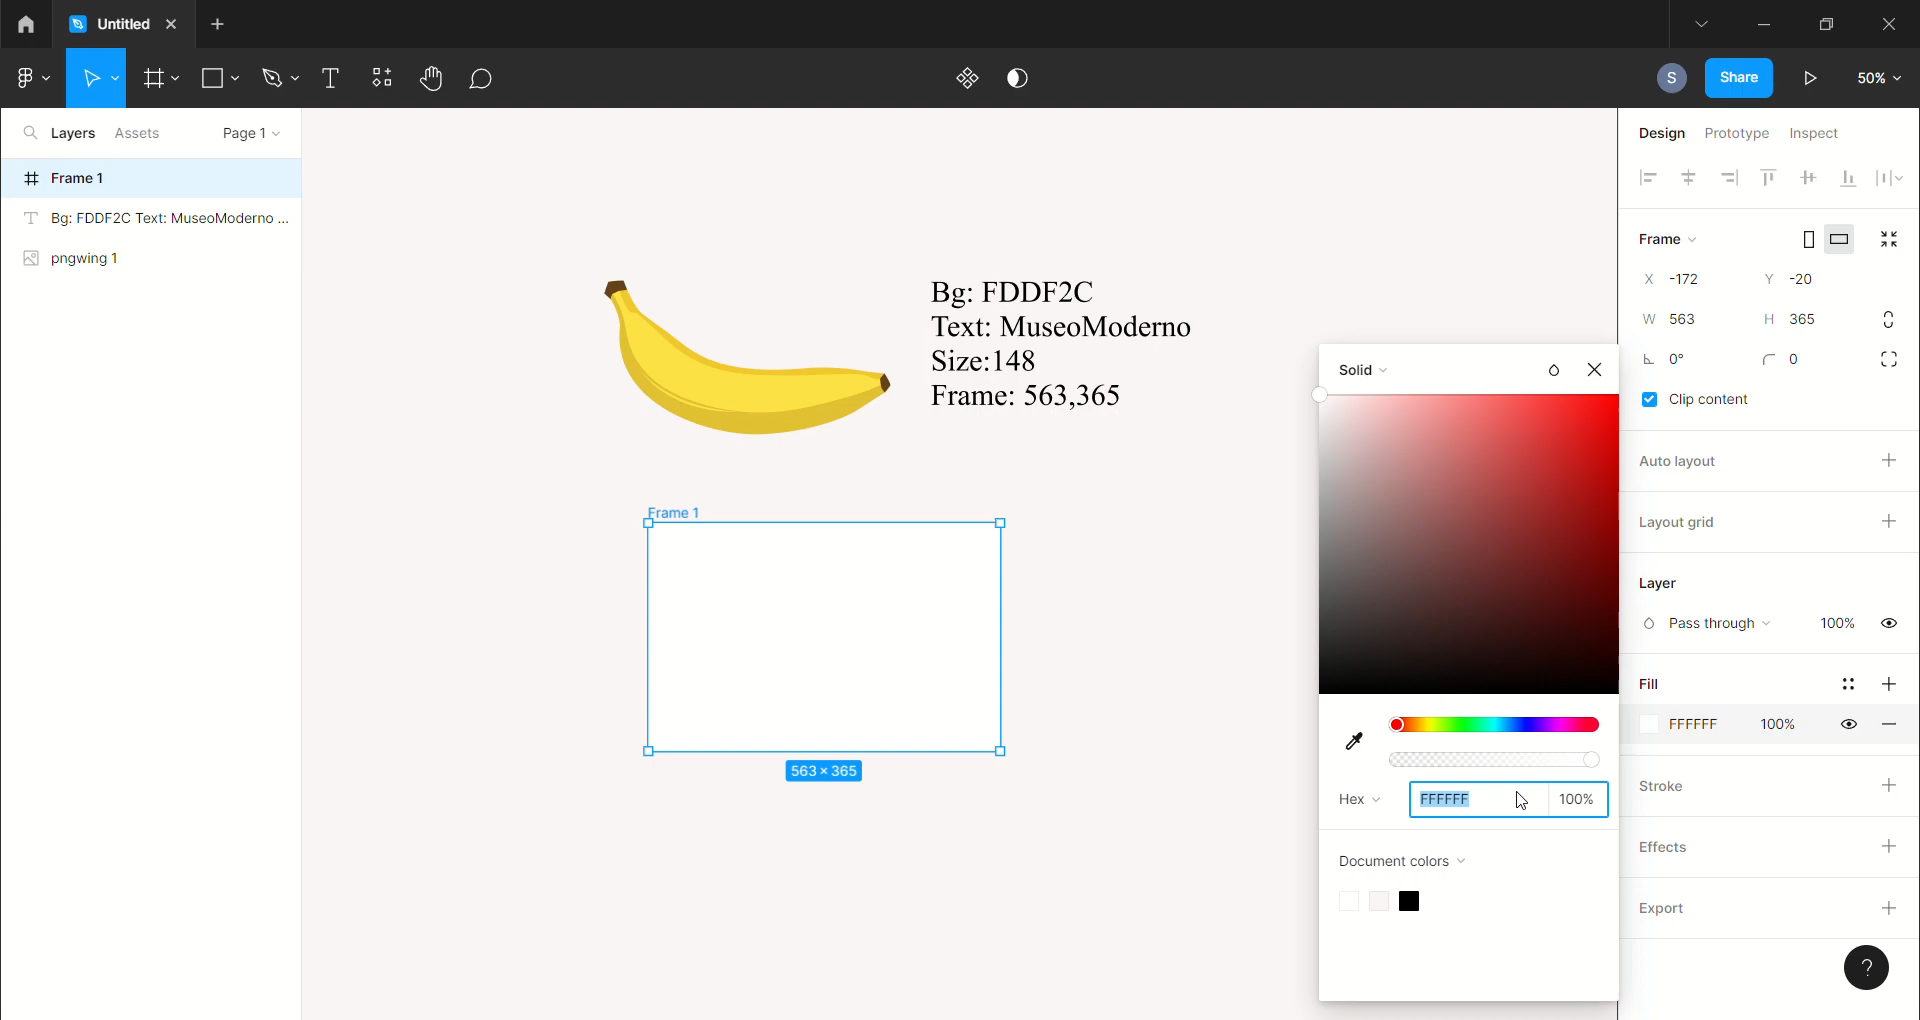 Untitled
S
Share
50%
Layers Assets Page 1
Frame 1
Bg: FDDF2C Text: MuseoModerno ...
pngwing 1
Bg: FDDF2C
Text: MuseoModerno
Size:148
Frame: 563,365
Frame 1
563 × 365
Solid
Hex FFFFFF 100%
Document colors
Design Prototype Inspect
Frame
X -172 Y -20
W 563 H 365
0° 0
Clip content
Auto layout
Layout grid
Layer
Pass through 100%
Fill
FFFFFF 100%
Stroke
Effects
Export
?